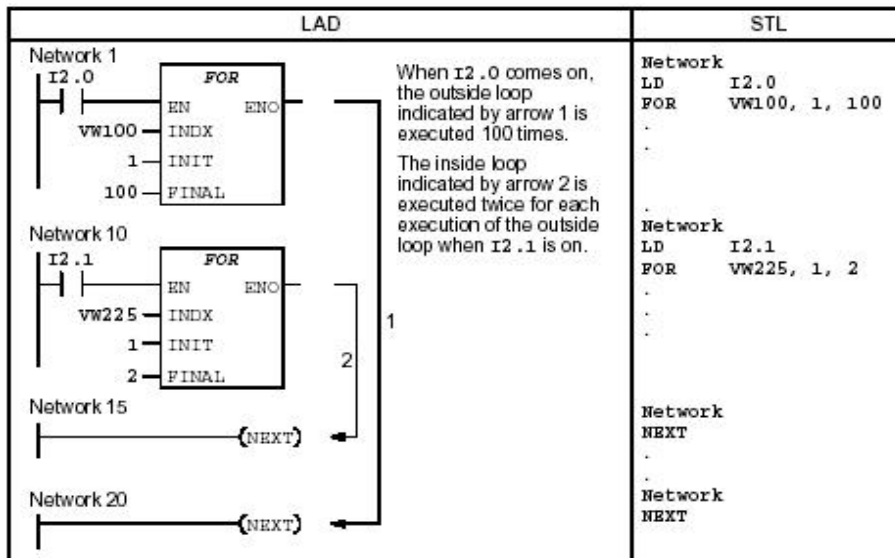 LAD
STL
Network 1
I2.0
FOR
EN ENO
VW100 INDX
1 INIT
100 FINAL
When I2.0 comes on,
the outside loop
indicated by arrow 1 is
executed 100 times.
The inside loop
indicated by arrow 2 is
executed twice for each
execution of the outside
loop when I2.1 is on.
Network 10
I2.1
FOR
EN ENO
VW225 INDX
1 INIT
2 FINAL
1
2
Network 15
(NEXT)
Network 20
(NEXT)
Network
LD I2.0
FOR VW100, 1, 100
.
.
.
Network
LD I2.1
FOR VW225, 1, 2
.
.
.
Network
NEXT
.
.
Network
NEXT